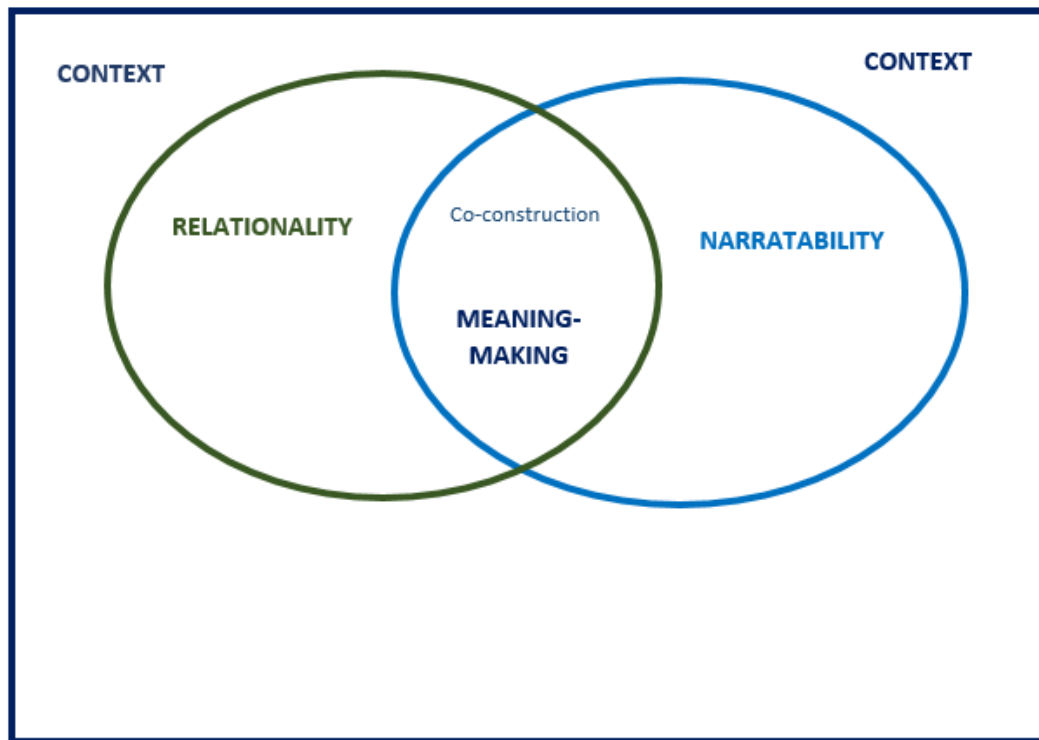 CONTEXT
CONTEXT
RELATIONALITY
Co-construction
NARRATABILITY
MEANING-
MAKING